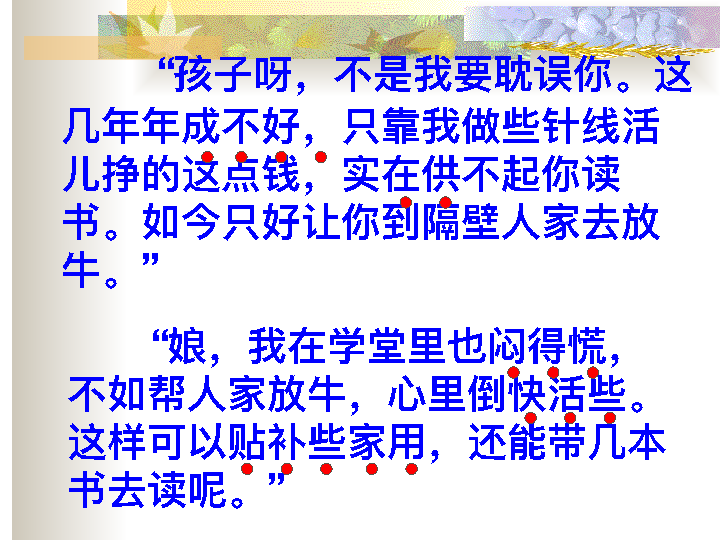 “孩子呀，不是我要耽误你。这
几年年成不好，只靠我做些针线活
儿挣的这点钱，实在供不起你读
书。如今只好让你到隔壁人家去放
牛。”
“娘，我在学堂里也闷得慌，
不如帮人家放牛，心里倒快活些。
这样可以贴补些家用，还能带几本
书去读呢。”